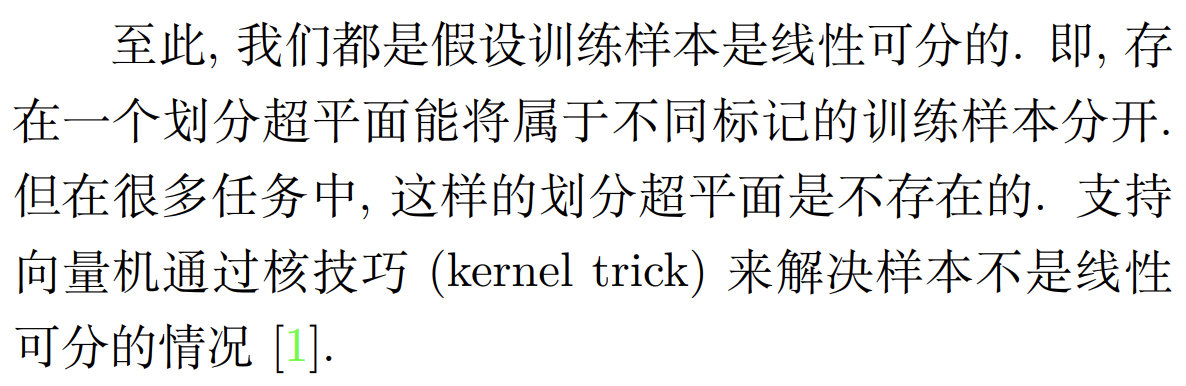 至此, 我们都是假设训练样本是线性可分的. 即, 存
在一个划分超平面能将属于不同标记的训练样本分开.
但在很多任务中, 这样的划分超平面是不存在的. 支持
向量机通过核技巧 (kernel trick) 来解决样本不是线性
可分的情况 [1].